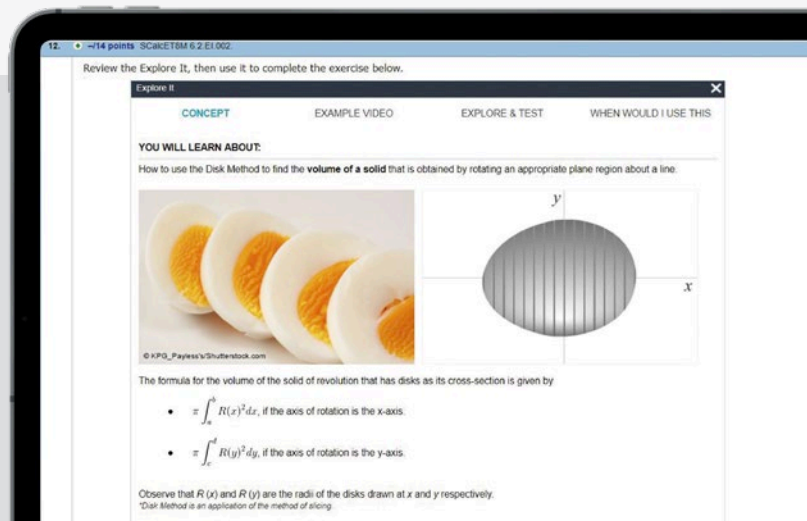 12. + –/14 points SCalcET8M 6.2.EI.002.
Review the Explore It, then use it to complete the exercise below.
Explore It X
CONCEPT EXAMPLE VIDEO EXPLORE & TEST WHEN WOULD I USE THIS
YOU WILL LEARN ABOUT:
How to use the Disk Method to find the volume of a solid that is obtained by rotating an appropriate plane region about a line.
y
x
© KPG_Payless's/Shutterstock.com
The formula for the volume of the solid of revolution that has disks as its cross-section is given by
• π ∫_a^b R(x)² dx, if the axis of rotation is the x-axis.
• π ∫_c^d R(y)² dy, if the axis of rotation is the y-axis.
Observe that R (x) and R (y) are the radii of the disks drawn at x and y respectively.
*Disk Method is an application of the method of slicing.